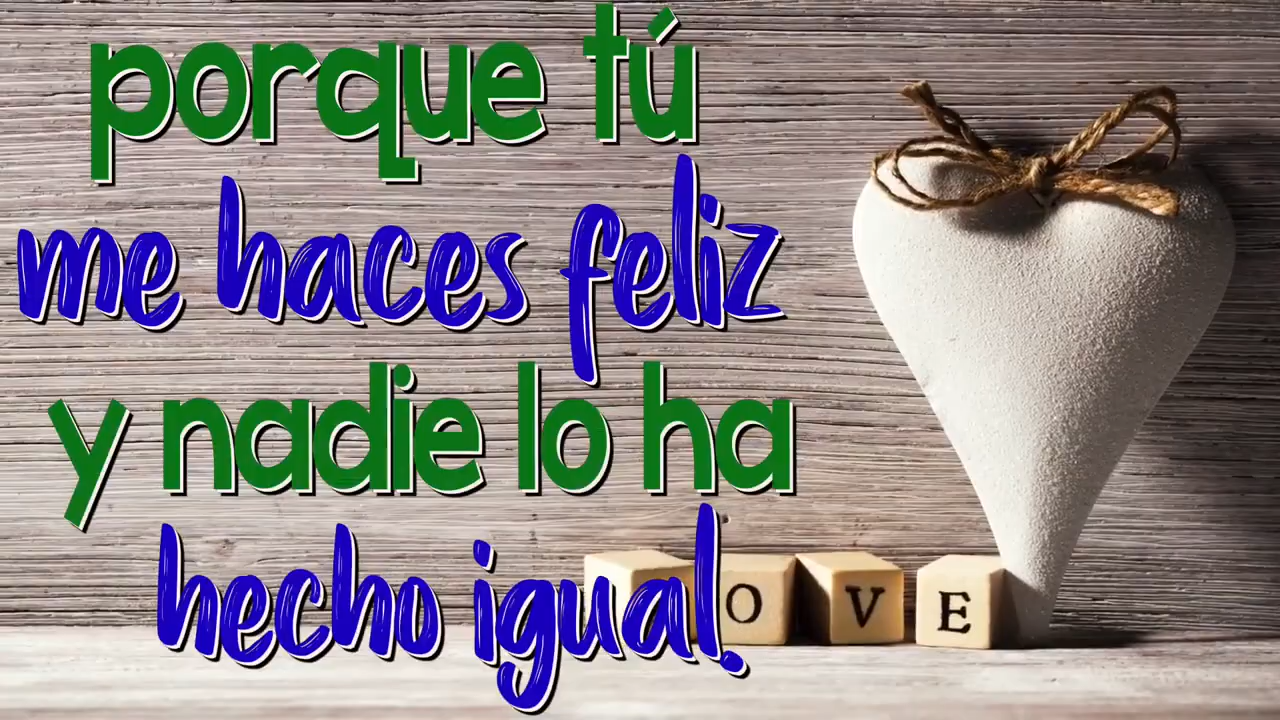 porque tú
me haces feliz
y nadie lo ha
hecho igual.
OVE